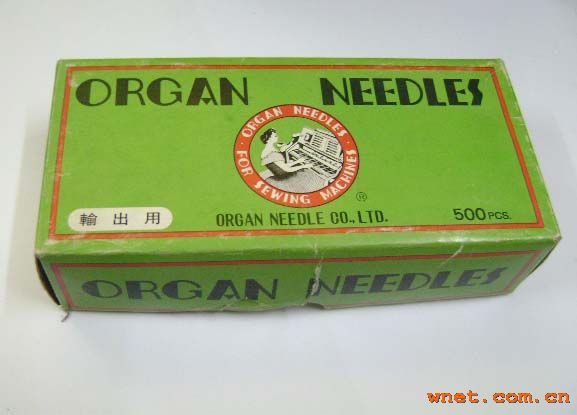 ORGAN NEEDLES
· ORGAN NEEDLES ·
FOR SEWING MACHINES
®
輸出用
ORGAN NEEDLE CO., LTD.
500 PCS.
ORGAN NEEDLES
wnet.com.cn